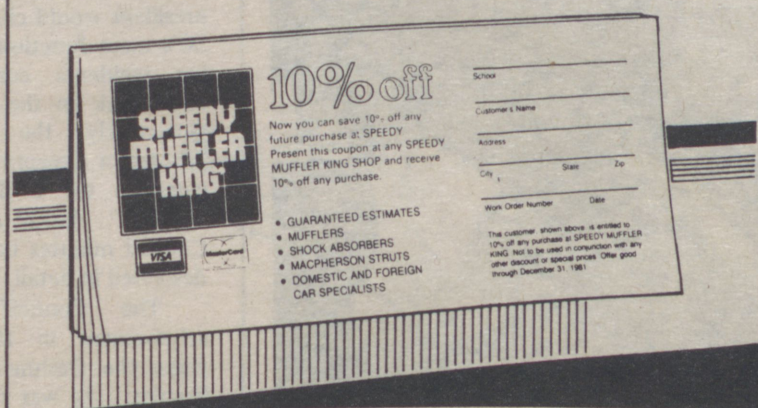 SPEEDY
MUFFLER
KING
VISA
MasterCard
10% off
Now you can save 10% off any
future purchase at SPEEDY
Present this coupon at any SPEEDY
MUFFLER KING SHOP and receive
10% off any purchase.
• GUARANTEED ESTIMATES
• MUFFLERS
• SHOCK ABSORBERS
• MACPHERSON STRUTS
• DOMESTIC AND FOREIGN
CAR SPECIALISTS
School
Customer's Name
Address
City State Zip
Work Order Number Date
This customer shown above is entitled to
10% off any purchase at SPEEDY MUFFLER
KING. Not to be used in conjunction with any
other discount or special prices. Offer good
through December 31, 1981.